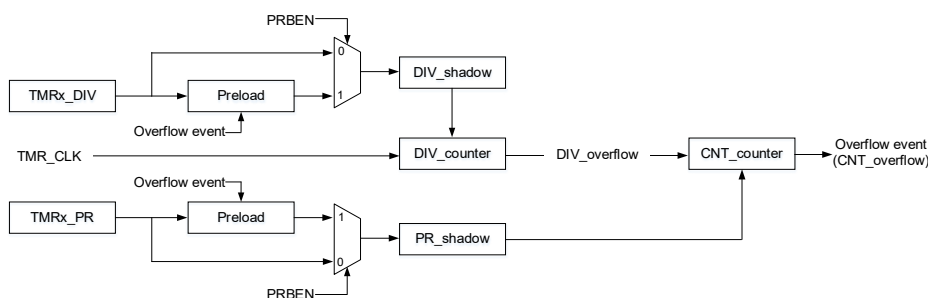 PRBEN
0
DIV_shadow
TMRx_DIV
Preload
1
Overflow event
TMR_CLK
DIV_counter
DIV_overflow
CNT_counter
Overflow event
(CNT_overflow)
Overflow event
TMRx_PR
Preload
1
PR_shadow
0
PRBEN